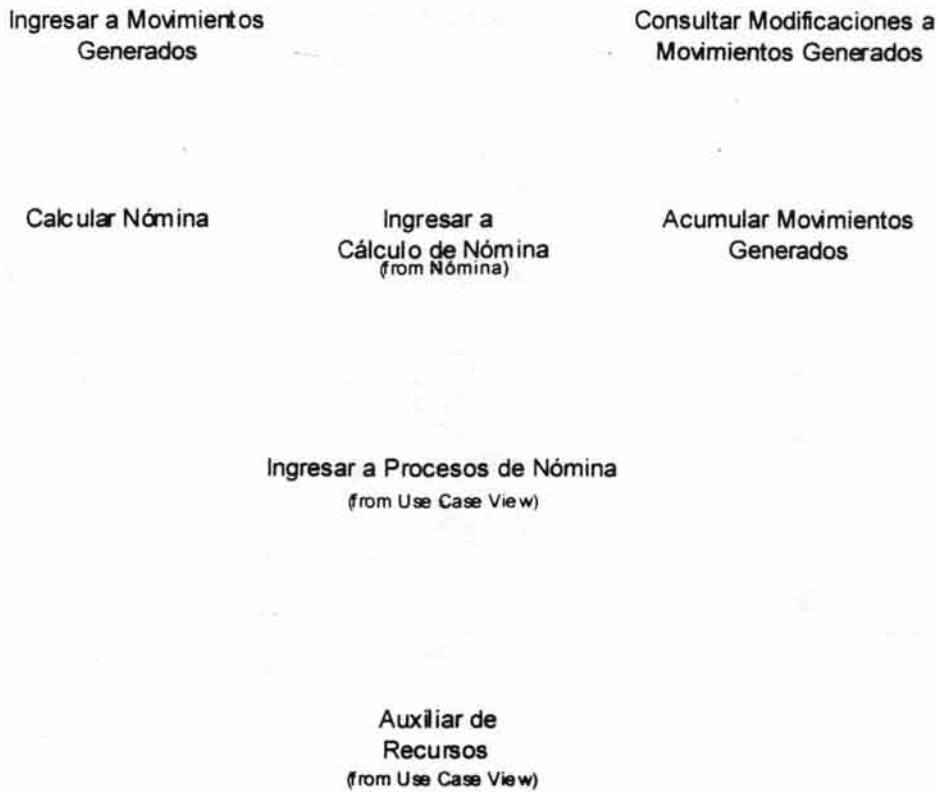 Ingresar a Movimientos
Generados
Consultar Modificaciones a
Movimientos Generados
Calcular Nómina
Ingresar a
Cálculo de Nómina
(from Nómina)
Acumular Movimientos
Generados
Ingresar a Procesos de Nómina
(from Use Case View)
Auxiliar de
Recursos
(from Use Case View)